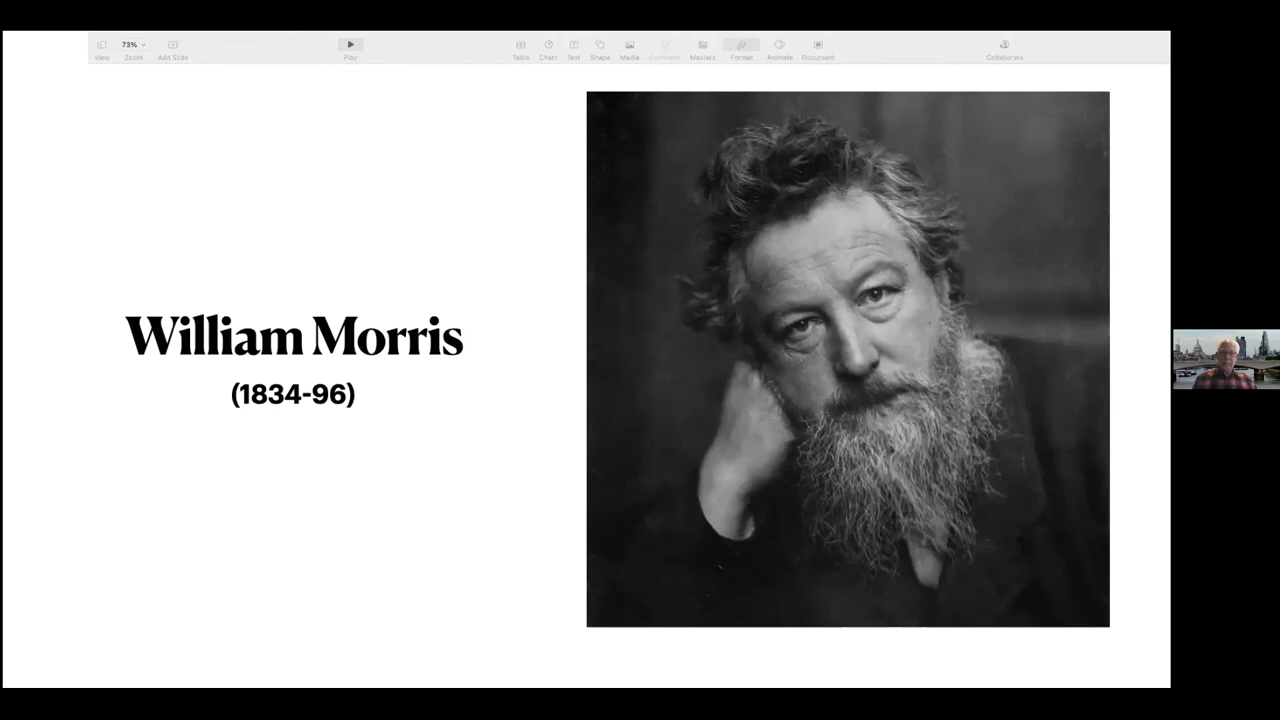 73%
View
Zoom
Add Slide
Play
Table
Chart
Text
Shape
Media
Comment
Masters
Format
Animate
Document
Collaborate
William Morris
(1834-96)